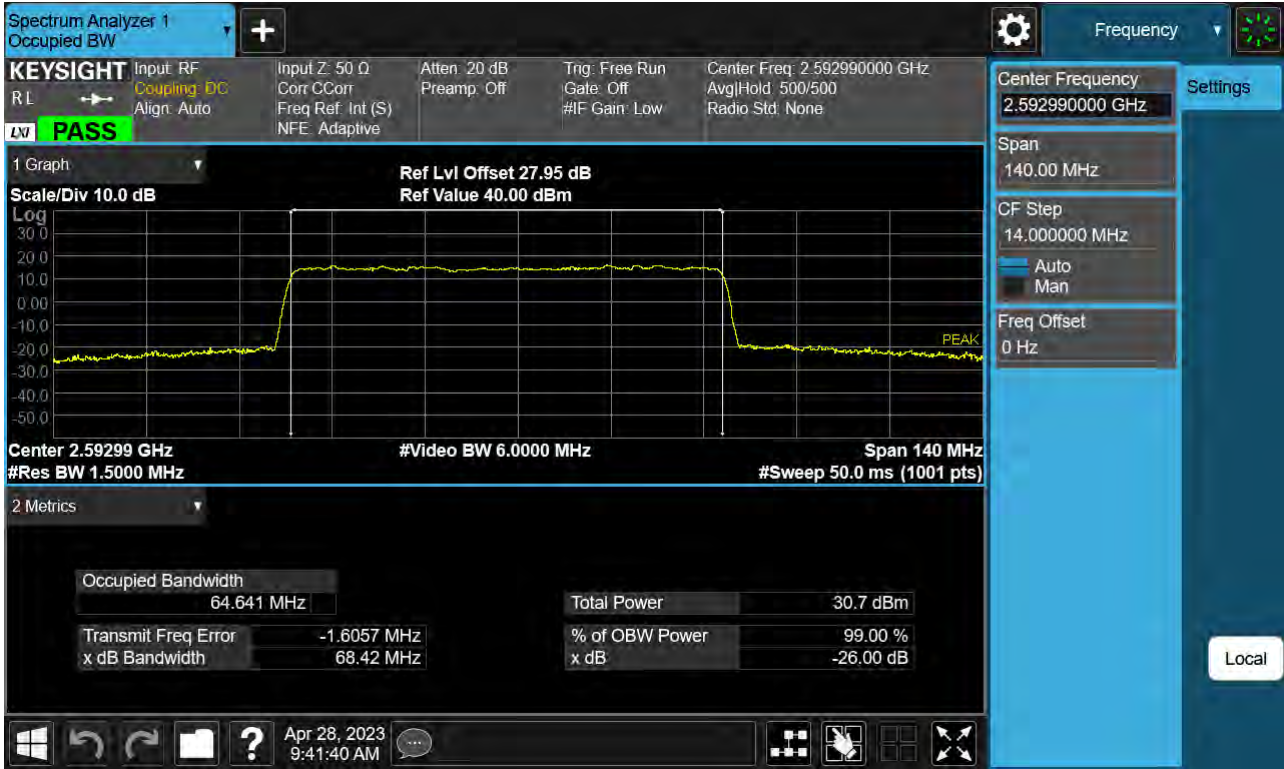 Spectrum Analyzer 1
Occupied BW
Frequency
KEYSIGHT
R L
LXI
PASS
Input: RF
Coupling: DC
Align: Auto
Input Z: 50 Ω
Corr CCorr
Freq Ref: Int (S)
NFE: Adaptive
Atten: 20 dB
Preamp: Off
Trig: Free Run
Gate: Off
#IF Gain: Low
Center Freq: 2.592990000 GHz
Avg|Hold: 500/500
Radio Std: None
1 Graph
Scale/Div 10.0 dB
Ref Lvl Offset 27.95 dB
Ref Value 40.00 dBm
Log
30.0
20.0
10.0
0.00
-10.0
-20.0
-30.0
-40.0
-50.0
PEAK
Center 2.59299 GHz
#Res BW 1.5000 MHz
#Video BW 6.0000 MHz
Span 140 MHz
#Sweep 50.0 ms (1001 pts)
2 Metrics
Occupied Bandwidth
64.641 MHz
Transmit Freq Error -1.6057 MHz
x dB Bandwidth 68.42 MHz
Total Power 30.7 dBm
% of OBW Power 99.00 %
x dB -26.00 dB
Center Frequency
2.592990000 GHz
Span
140.00 MHz
CF Step
14.000000 MHz
Auto
Man
Freq Offset
0 Hz
Settings
Local
?
Apr 28, 2023
9:41:40 AM